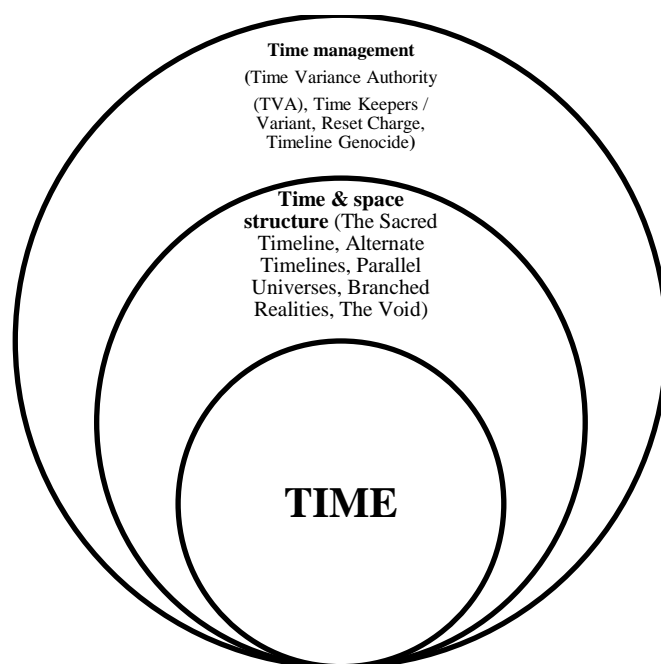 Time management
(Time Variance Authority
(TVA), Time Keepers /
Variant, Reset Charge,
Timeline Genocide)
Time & space
structure (The Sacred
Timeline, Alternate
Timelines, Parallel
Universes, Branched
Realities, The Void)
TIME